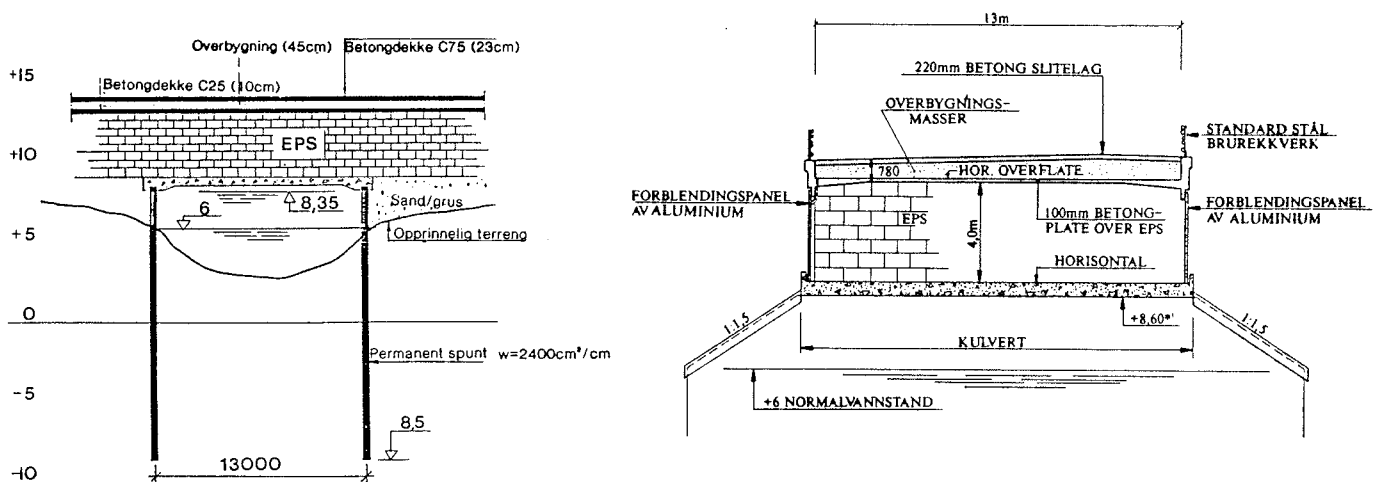 Overbygning (45cm)
Betongdekke C75 (23cm)
Betongdekke C25 (10cm)
+15
+10
+5
0
-5
-10
EPS
8,35
6
Sand/grus
Opprinnelig terreng
Permanent spunt w=2400cm³/cm
8,5
13000
13m
220mm BETONG SLITELAG
OVERBYGNINGS-
MASSER
STANDARD STÅL
BRUREKKVERK
780
HOR. OVERFLATE
FORBLENDINGSPANEL
AV ALUMINIUM
EPS
4,0m
100mm BETONG-
PLATE OVER EPS
FORBLENDINGSPANEL
AV ALUMINIUM
HORISONTAL
+8,60*
1:1,5
1:1,5
KULVERT
+6 NORMALVANNSTAND